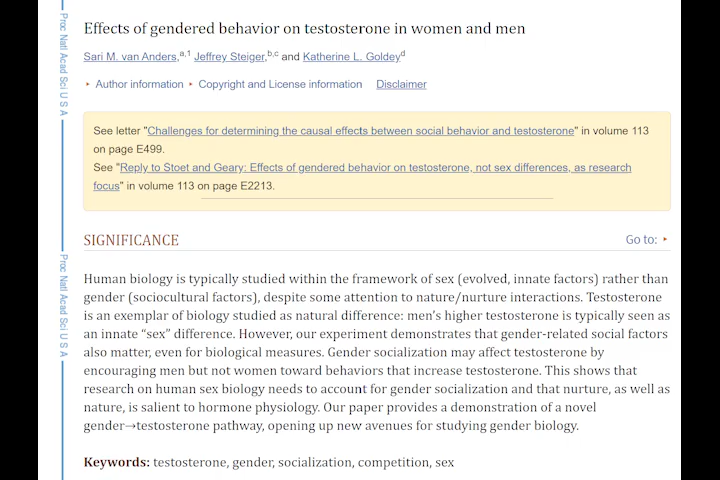 Effects of gendered behavior on testosterone in women and men
Sari M. van Anders,a,1 Jeffrey Steiger,b,c and Katherine L. Goldeyd
▸ Author information ▸ Copyright and License information Disclaimer
See letter "Challenges for determining the causal effects between social behavior and testosterone" in volume 113
on page E499.
See "Reply to Stoet and Geary: Effects of gendered behavior on testosterone, not sex differences, as research
focus" in volume 113 on page E2213.
SIGNIFICANCE
Go to: ▸
Human biology is typically studied within the framework of sex (evolved, innate factors) rather than
gender (sociocultural factors), despite some attention to nature/nurture interactions. Testosterone
is an exemplar of biology studied as natural difference: men’s higher testosterone is typically seen as
an innate “sex” difference. However, our experiment demonstrates that gender-related social factors
also matter, even for biological measures. Gender socialization may affect testosterone by
encouraging men but not women toward behaviors that increase testosterone. This shows that
research on human sex biology needs to account for gender socialization and that nurture, as well as
nature, is salient to hormone physiology. Our paper provides a demonstration of a novel
gender→testosterone pathway, opening up new avenues for studying gender biology.
Keywords: testosterone, gender, socialization, competition, sex
Proc Natl Acad Sci U S A
Proc Natl Acad Sci U S A